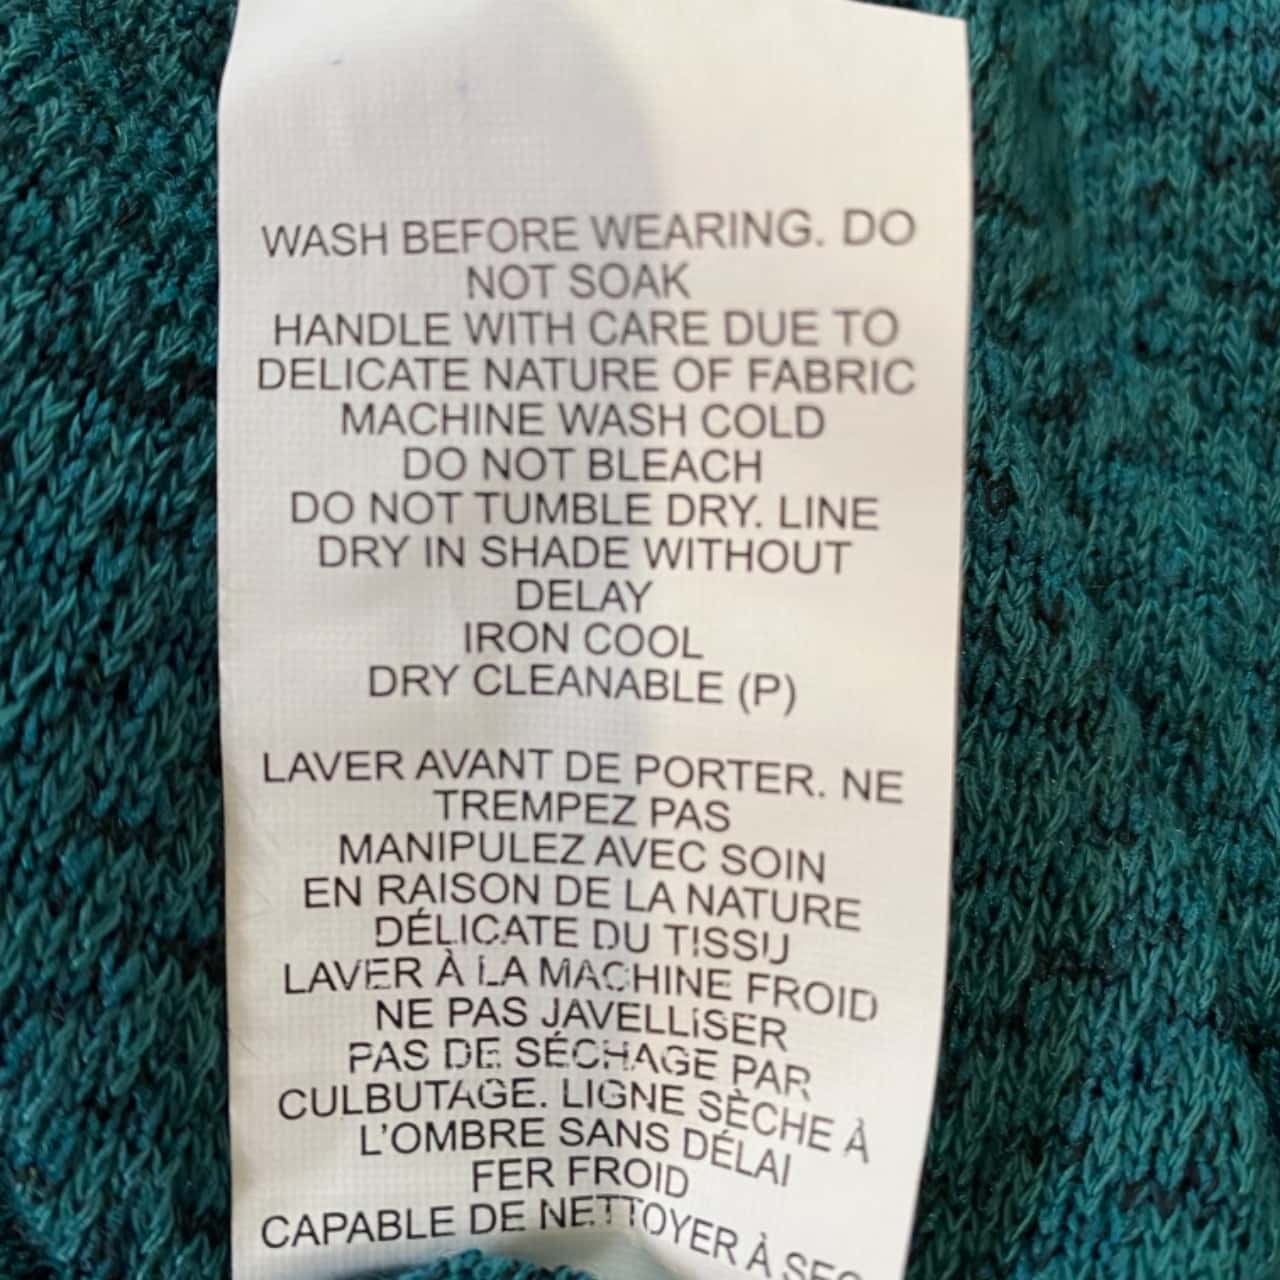 WASH BEFORE WEARING. DO
NOT SOAK
HANDLE WITH CARE DUE TO
DELICATE NATURE OF FABRIC
MACHINE WASH COLD
DO NOT BLEACH
DO NOT TUMBLE DRY. LINE
DRY IN SHADE WITHOUT
DELAY
IRON COOL
DRY CLEANABLE (P)
LAVER AVANT DE PORTER. NE
TREMPEZ PAS
MANIPULEZ AVEC SOIN
EN RAISON DE LA NATURE
DÉLICATE DU TISSU
LAVER À LA MACHINE FROID
NE PAS JAVELLISER
PAS DE SÉCHAGE PAR
CULBUTAGE. LIGNE SÈCHE À
L'OMBRE SANS DÉLAI
FER FROID
CAPABLE DE NETTOYER À SEC